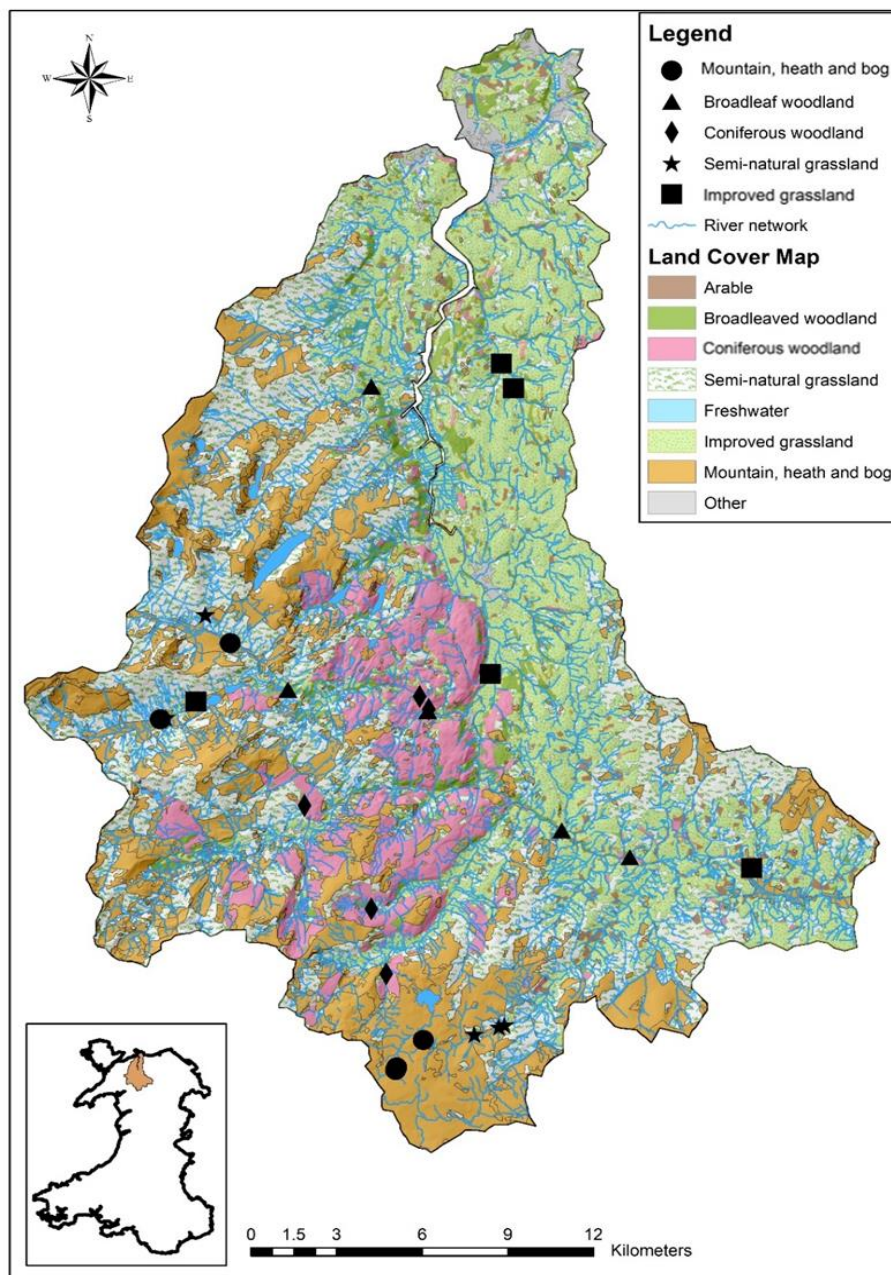 N
W E
S
Legend
Mountain, heath and bog
Broadleaf woodland
Coniferous woodland
Semi-natural grassland
Improved grassland
River network
Land Cover Map
Arable
Broadleaved woodland
Coniferous woodland
Semi-natural grassland
Freshwater
Improved grassland
Mountain, heath and bog
Other
0 1.5 3 6 9 12
Kilometers